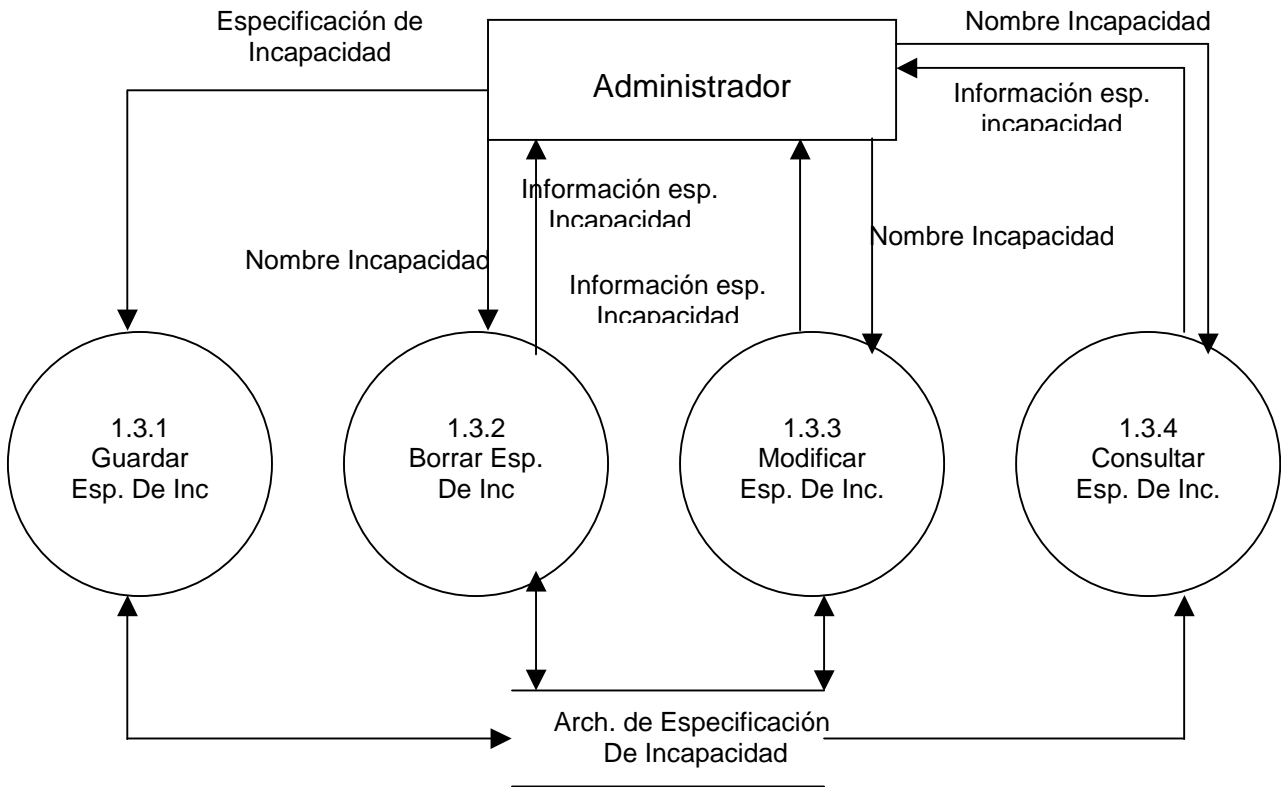 Especificación de
Incapacidad
Nombre Incapacidad
Administrador
Información esp.
incapacidad
Información esp.
Incapacidad
Nombre Incapacidad
Nombre Incapacidad
Información esp.
Incapacidad
1.3.1
Guardar
Esp. De Inc
1.3.2
Borrar Esp.
De Inc
1.3.3
Modificar
Esp. De Inc.
1.3.4
Consultar
Esp. De Inc.
Arch. de Especificación
De Incapacidad